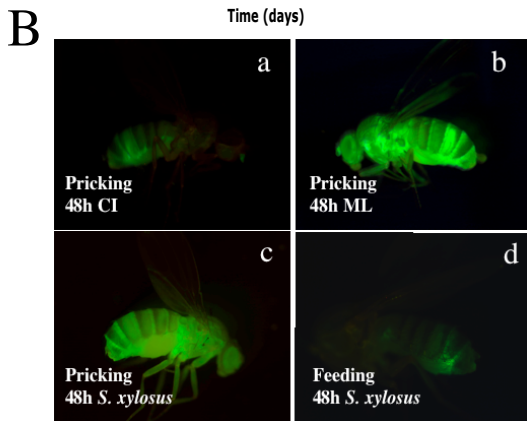 Time (days)
B
a
Pricking
48h CI
b
Pricking
48h ML
c
Pricking
48h S. xylosus
d
Feeding
48h S. xylosus